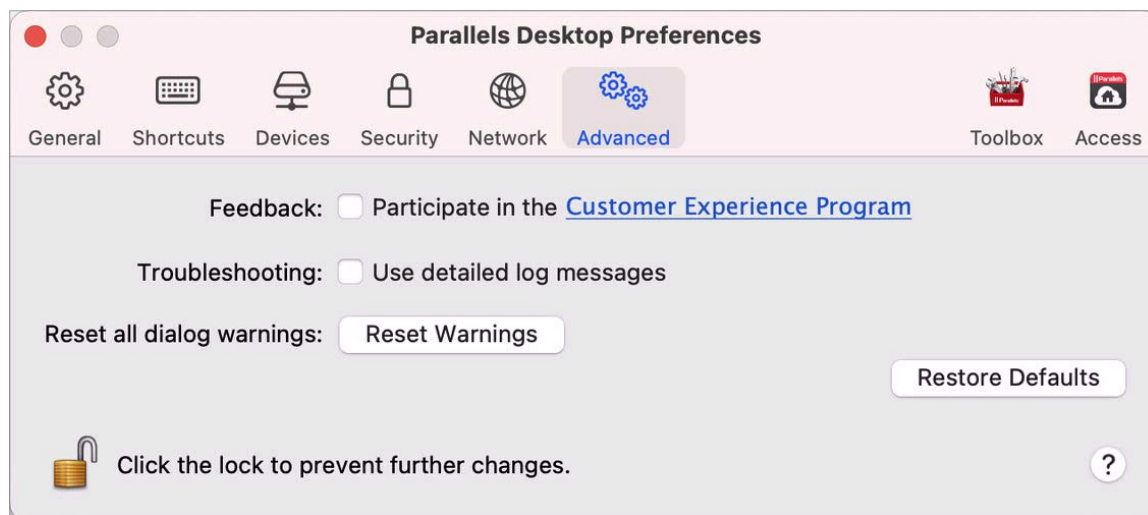 Parallels Desktop Preferences
General Shortcuts Devices Security Network Advanced Toolbox Access
Feedback: Participate in the Customer Experience Program
Troubleshooting: Use detailed log messages
Reset all dialog warnings: Reset Warnings
Restore Defaults
Click the lock to prevent further changes.
?